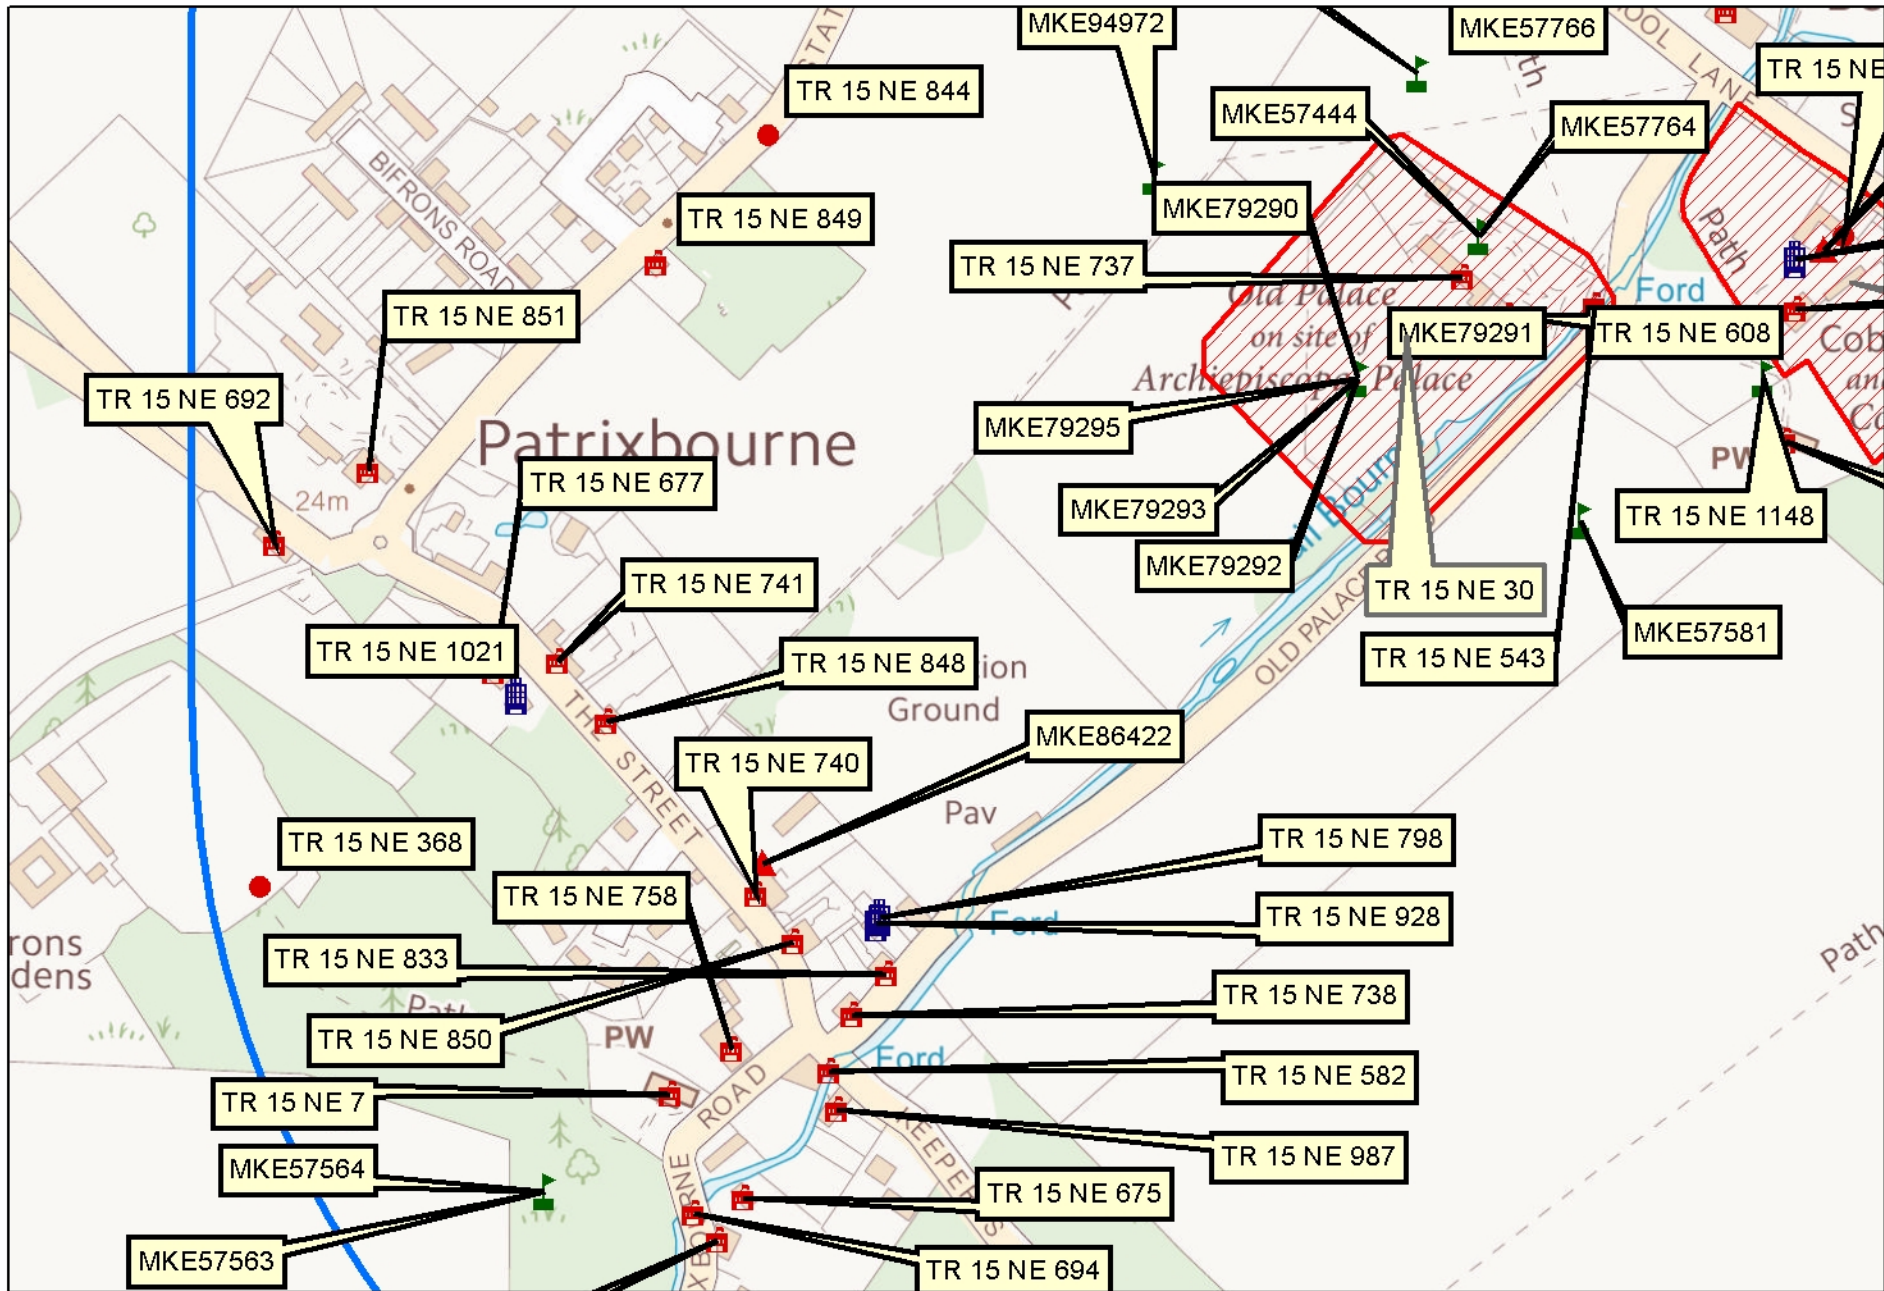 MKE94972
MKE57766
TR 15 NE
TR 15 NE 844
MKE57444
MKE57764
LANE
BIFRONS ROAD
TR 15 NE 849
MKE79290
Path
TR 15 NE 737
Old Palace
Ford
on site of
Archiepiscopal Palace
MKE79291
TR 15 NE 608
TR 15 NE 851
TR 15 NE 692
Patrixbourne
MKE79295
PW
24m
TR 15 NE 677
MKE79293
TR 15 NE 1148
MKE79292
TR 15 NE 30
TR 15 NE 741
MKE57581
TR 15 NE 1021
TR 15 NE 848
TR 15 NE 543
OLD PALACE
Ground
THE STREET
MKE86422
TR 15 NE 740
Pav
TR 15 NE 368
TR 15 NE 798
TR 15 NE 758
TR 15 NE 928
Ford
rons
dens
TR 15 NE 833
Path
TR 15 NE 738
Path
TR 15 NE 850
PW
Ford
TR 15 NE 582
TR 15 NE 7
ROAD
TR 15 NE 987
MKE57564
TR 15 NE 675
MKE57563
TR 15 NE 694